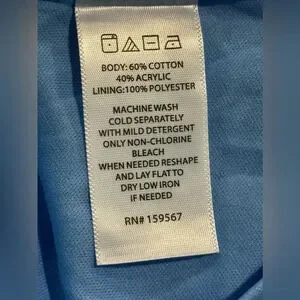 BODY: 60% COTTON
40% ACRYLIC
LINING:100% POLYESTER
MACHINE WASH
COLD SEPARATELY
WITH MILD DETERGENT
ONLY NON-CHLORINE
BLEACH
WHEN NEEDED RESHAPE
AND LAY FLAT TO
DRY LOW IRON
IF NEEDED
RN# 159567